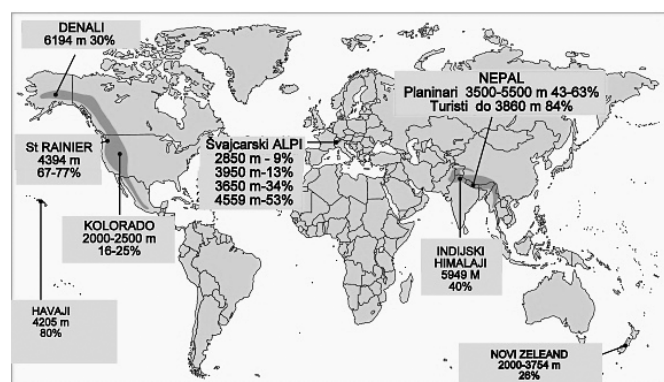 DENALI
6194 m 30%
St RAINIER
4394 m
67-77%
KOLORADO
2000-2500 m
16-25%
HAVAJI
4205 m
80%
Švajcarski ALPI
2850 m - 9%
3950 m-13%
3650 m-34%
4559 m-53%
NEPAL
Planinari 3500-5500 m 43-63%
Turisti do 3860 m 84%
INDIJSKI
HIMALAJI
5949 M
40%
NOVI ZELEAND
2000-3754 m
26%